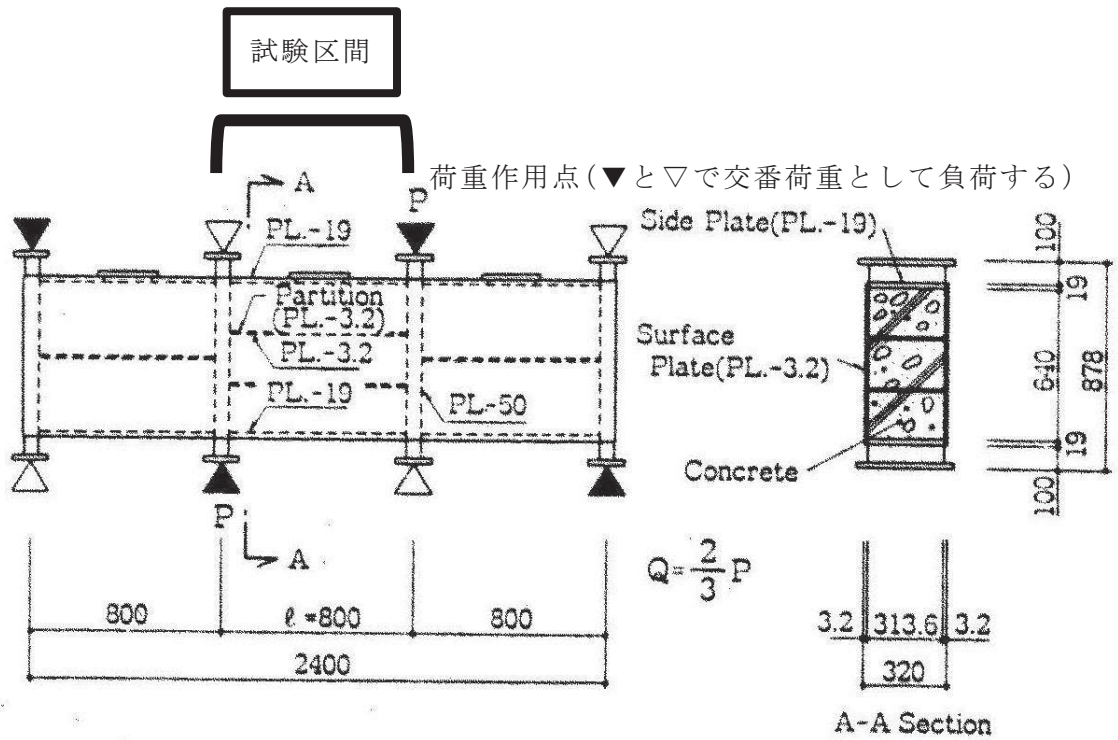 試験区間
荷重作用点(▼と▽で交番荷重として負荷する)
A
P
PL.-19
Partition
(PL.-3.2)
PL.-3.2
PL.-19
PL.-50
P
A
800
ℓ=800
800
2400
Side Plate(PL.-19)
Surface
Plate(PL.-3.2)
Concrete
100
19
640
878
19
100
Q=2/3 P
3.2
313.6
3.2
320
A-A Section